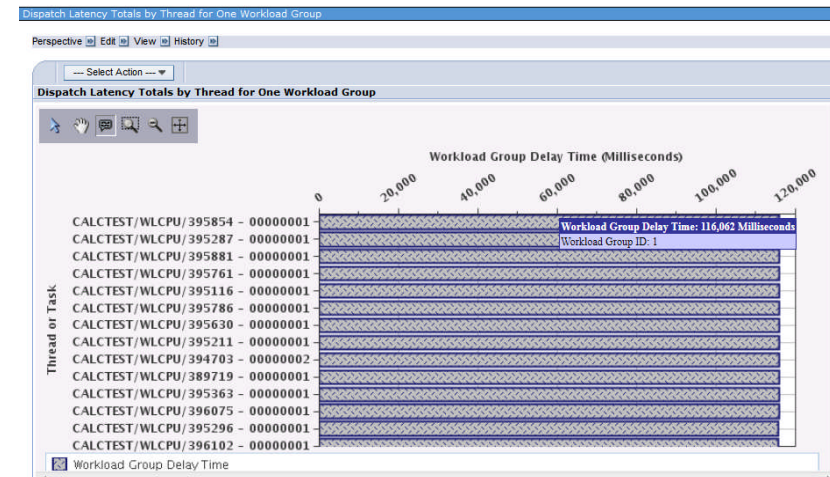 Dispatch Latency Totals by Thread for One Workload Group
Perspective Edit View History
--- Select Action ---
Dispatch Latency Totals by Thread for One Workload Group
Workload Group Delay Time (Milliseconds)
0 20,000 40,000 60,000 80,000 100,000 120,000
Thread or Task
CALCTEST/WLCPU/395854 - 00000001
CALCTEST/WLCPU/395287 - 00000001
CALCTEST/WLCPU/395881 - 00000001
CALCTEST/WLCPU/395761 - 00000001
CALCTEST/WLCPU/395116 - 00000001
CALCTEST/WLCPU/395786 - 00000001
CALCTEST/WLCPU/395630 - 00000001
CALCTEST/WLCPU/395211 - 00000001
CALCTEST/WLCPU/394703 - 00000002
CALCTEST/WLCPU/389719 - 00000001
CALCTEST/WLCPU/395363 - 00000001
CALCTEST/WLCPU/396075 - 00000001
CALCTEST/WLCPU/395296 - 00000001
CALCTEST/WLCPU/396102 - 00000001
Workload Group Delay Time: 116,062 Milliseconds
Workload Group ID: 1
Workload Group Delay Time